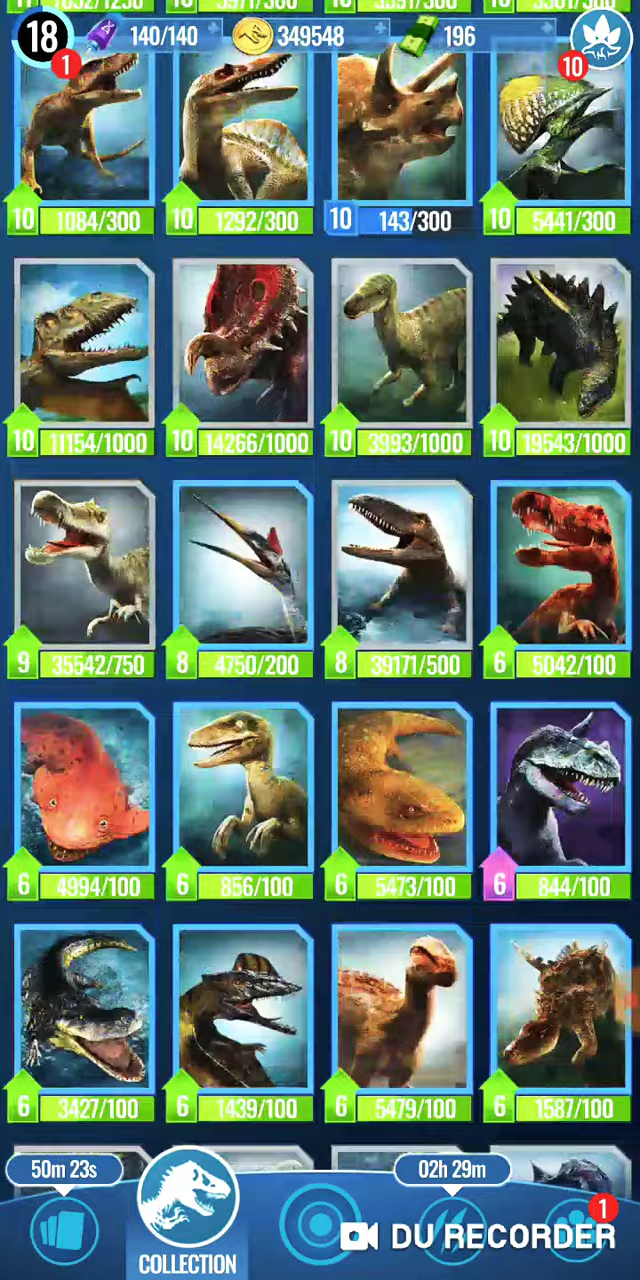 18 140/140 349548 196
1 10
10 1084/300 10 1292/300 10 143/300 10 5441/300
10 11154/1000 10 14266/1000 10 3993/1000 10 19543/1000
9 35542/750 8 4750/200 8 39171/500 6 5042/100
6 4994/100 6 856/100 6 5473/100 6 844/100
6 3427/100 6 1439/100 6 5479/100 6 1587/100
50m 23s 02h 29m
1
DU RECORDER
COLLECTION